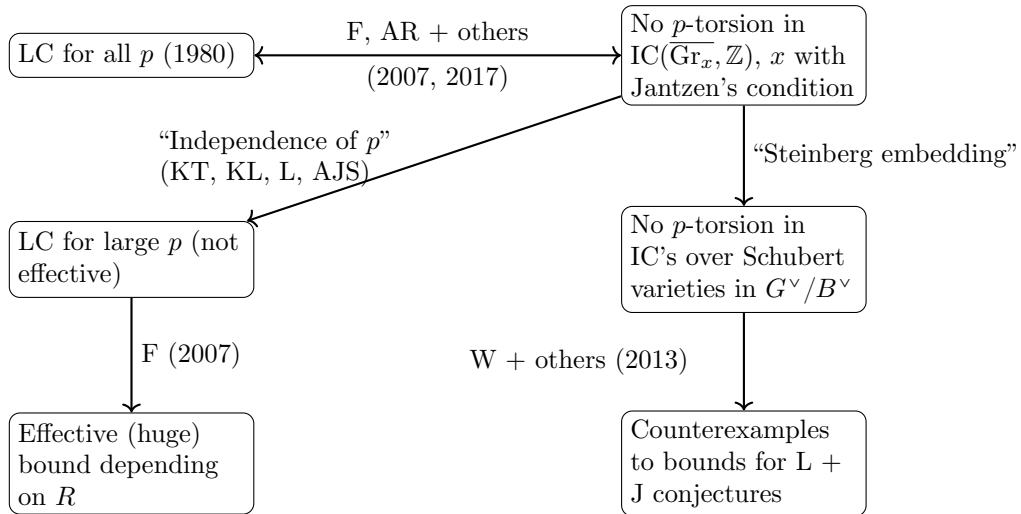 LC for all p (1980)
F, AR + others
(2007, 2017)
No p-torsion in
IC(\overline{Gr_x}, ℤ), x with
Jantzen's condition
“Independence of p”
(KT, KL, L, AJS)
“Steinberg embedding”
LC for large p (not
effective)
No p-torsion in
IC's over Schubert
varieties in G^∨/B^∨
F (2007)
W + others (2013)
Effective (huge)
bound depending
on R
Counterexamples
to bounds for L +
J conjectures